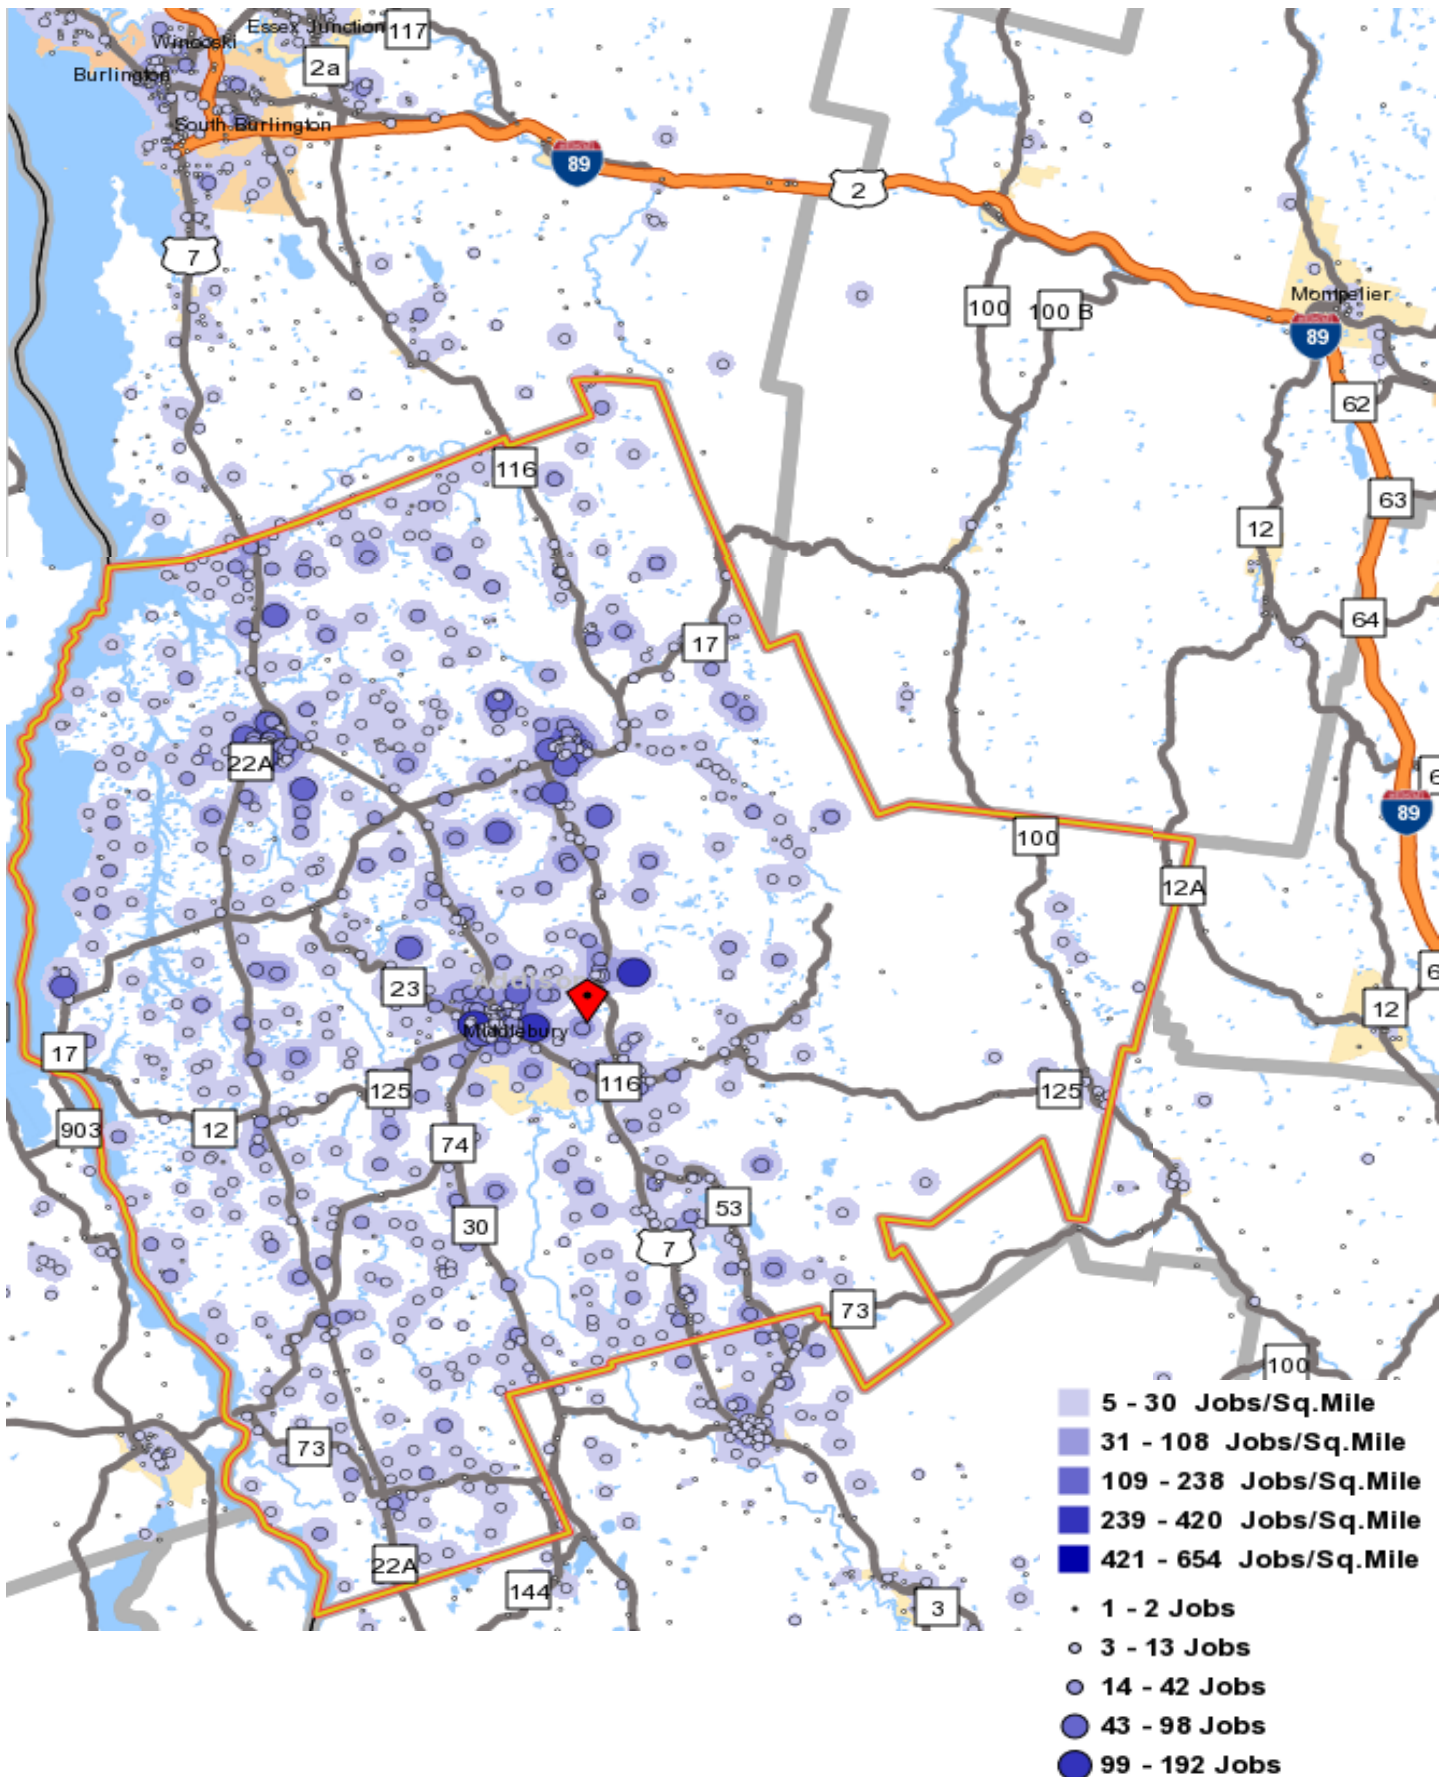 Essex Junction
117
Winooski
2a
Burlington
South Burlington
89
2
7
100
100 B
Montpelier
89
62
116
63
12
64
17
22A
6
89
100
12A
Addison
23
6
12
Middlebury
17
116
125
125
903
12
74
53
30
7
73
100
73
22A
144
3
5 - 30 Jobs/Sq.Mile
31 - 108 Jobs/Sq.Mile
109 - 238 Jobs/Sq.Mile
239 - 420 Jobs/Sq.Mile
421 - 654 Jobs/Sq.Mile
1 - 2 Jobs
3 - 13 Jobs
14 - 42 Jobs
43 - 98 Jobs
99 - 192 Jobs